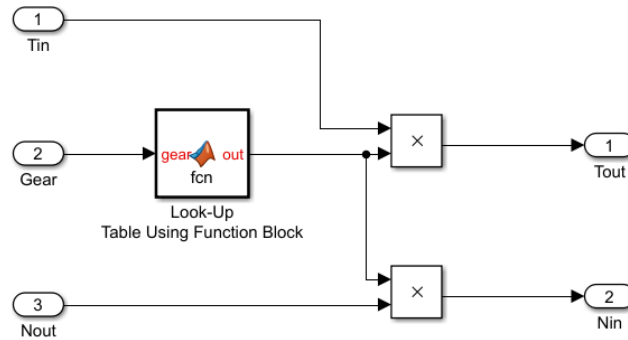 1
Tin
2
Gear
gear out
fcn
Look-Up
Table Using Function Block
3
Nout
×
1
Tout
×
2
Nin